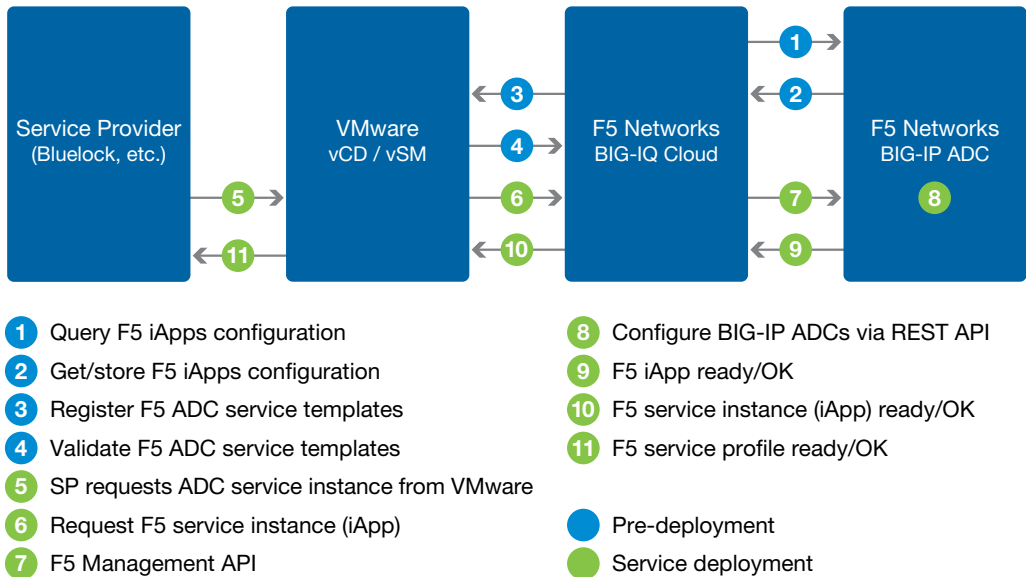 Service Provider
(Bluelock, etc.)
VMware
vCD / vSM
F5 Networks
BIG-IQ Cloud
F5 Networks
BIG-IP ADC
1
2
3
4
5
6
7
8
9
10
11
1 Query F5 iApps configuration
2 Get/store F5 iApps configuration
3 Register F5 ADC service templates
4 Validate F5 ADC service templates
5 SP requests ADC service instance from VMware
6 Request F5 service instance (iApp)
7 F5 Management API
8 Configure BIG-IP ADCs via REST API
9 F5 iApp ready/OK
10 F5 service instance (iApp) ready/OK
11 F5 service profile ready/OK
Pre-deployment
Service deployment